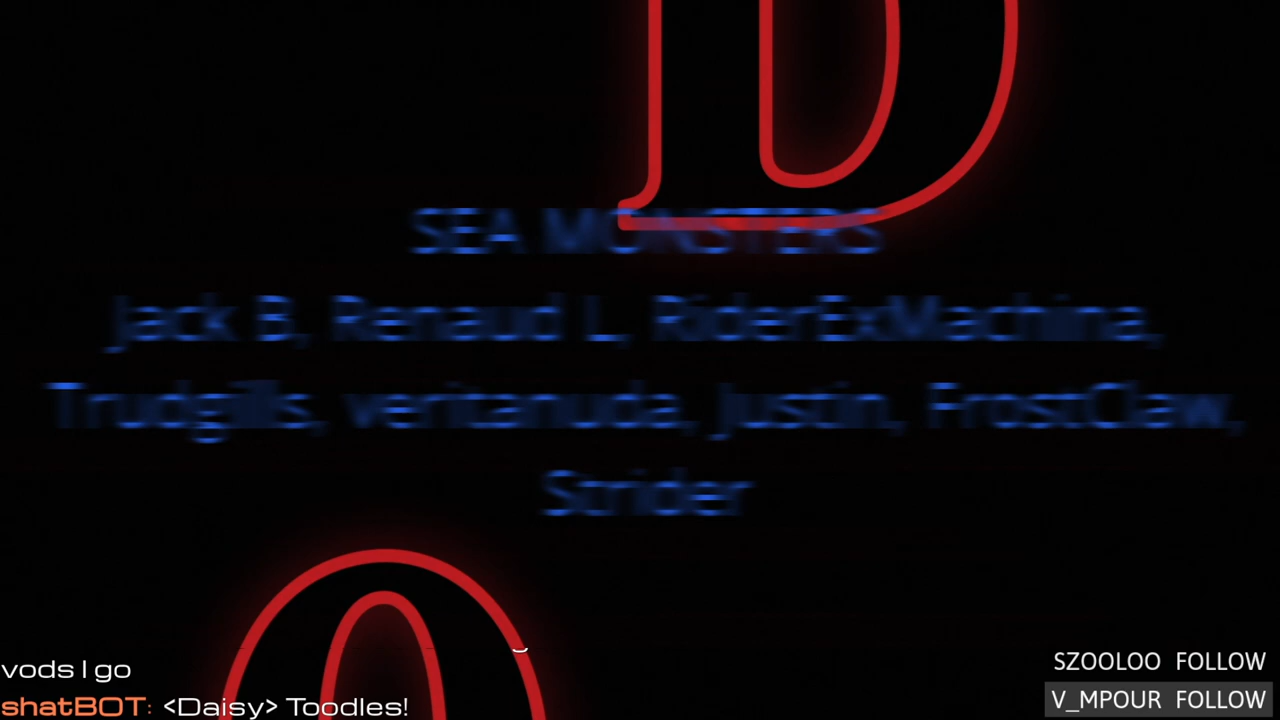 D
SEA MONSTERS
Jack B, Renaud L, RiderExMachina,
Trudgills, veritanuda, Justin, FrostClaw,
Strider
O
vods I go
shatBOT: <Daisy> Toodles!
SZOOLOO FOLLOW
V_MPOUR FOLLOW